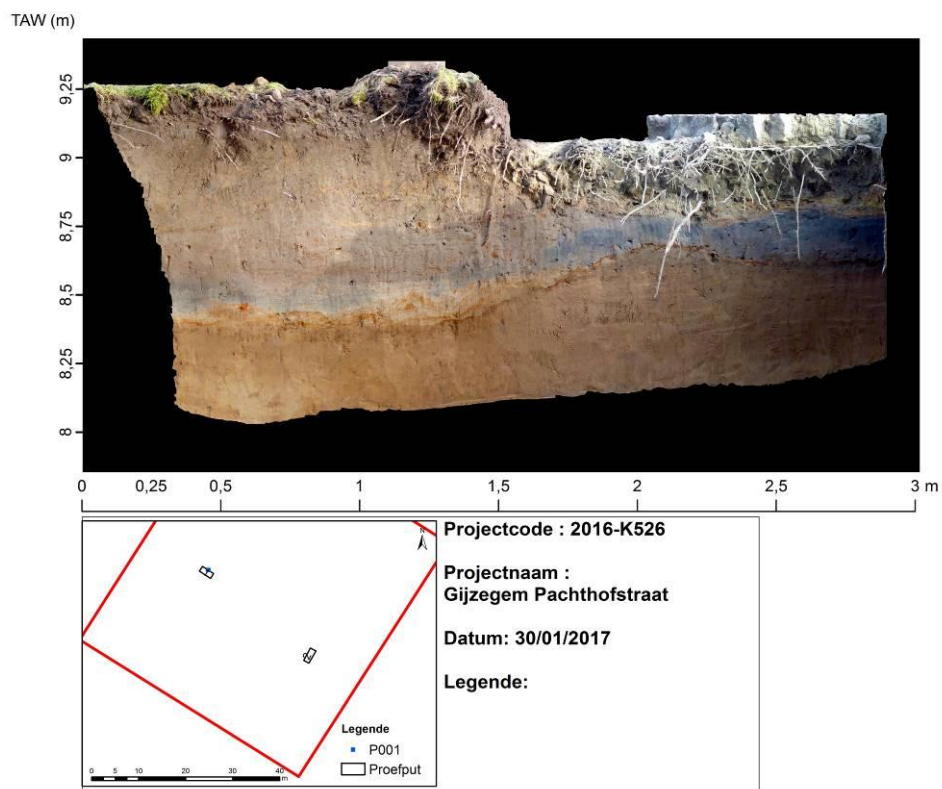 TAW (m)
9,25
9
8,75
8,5
8,25
8
0 0,25 0,5 1 1,5 2 2,5 3 m
Projectcode : 2016-K526
Projectnaam :
Gijzegem Pachthofstraat
Datum: 30/01/2017
Legende:
N
Legende
P001
Proefput
0 5 10 20 30 40
m